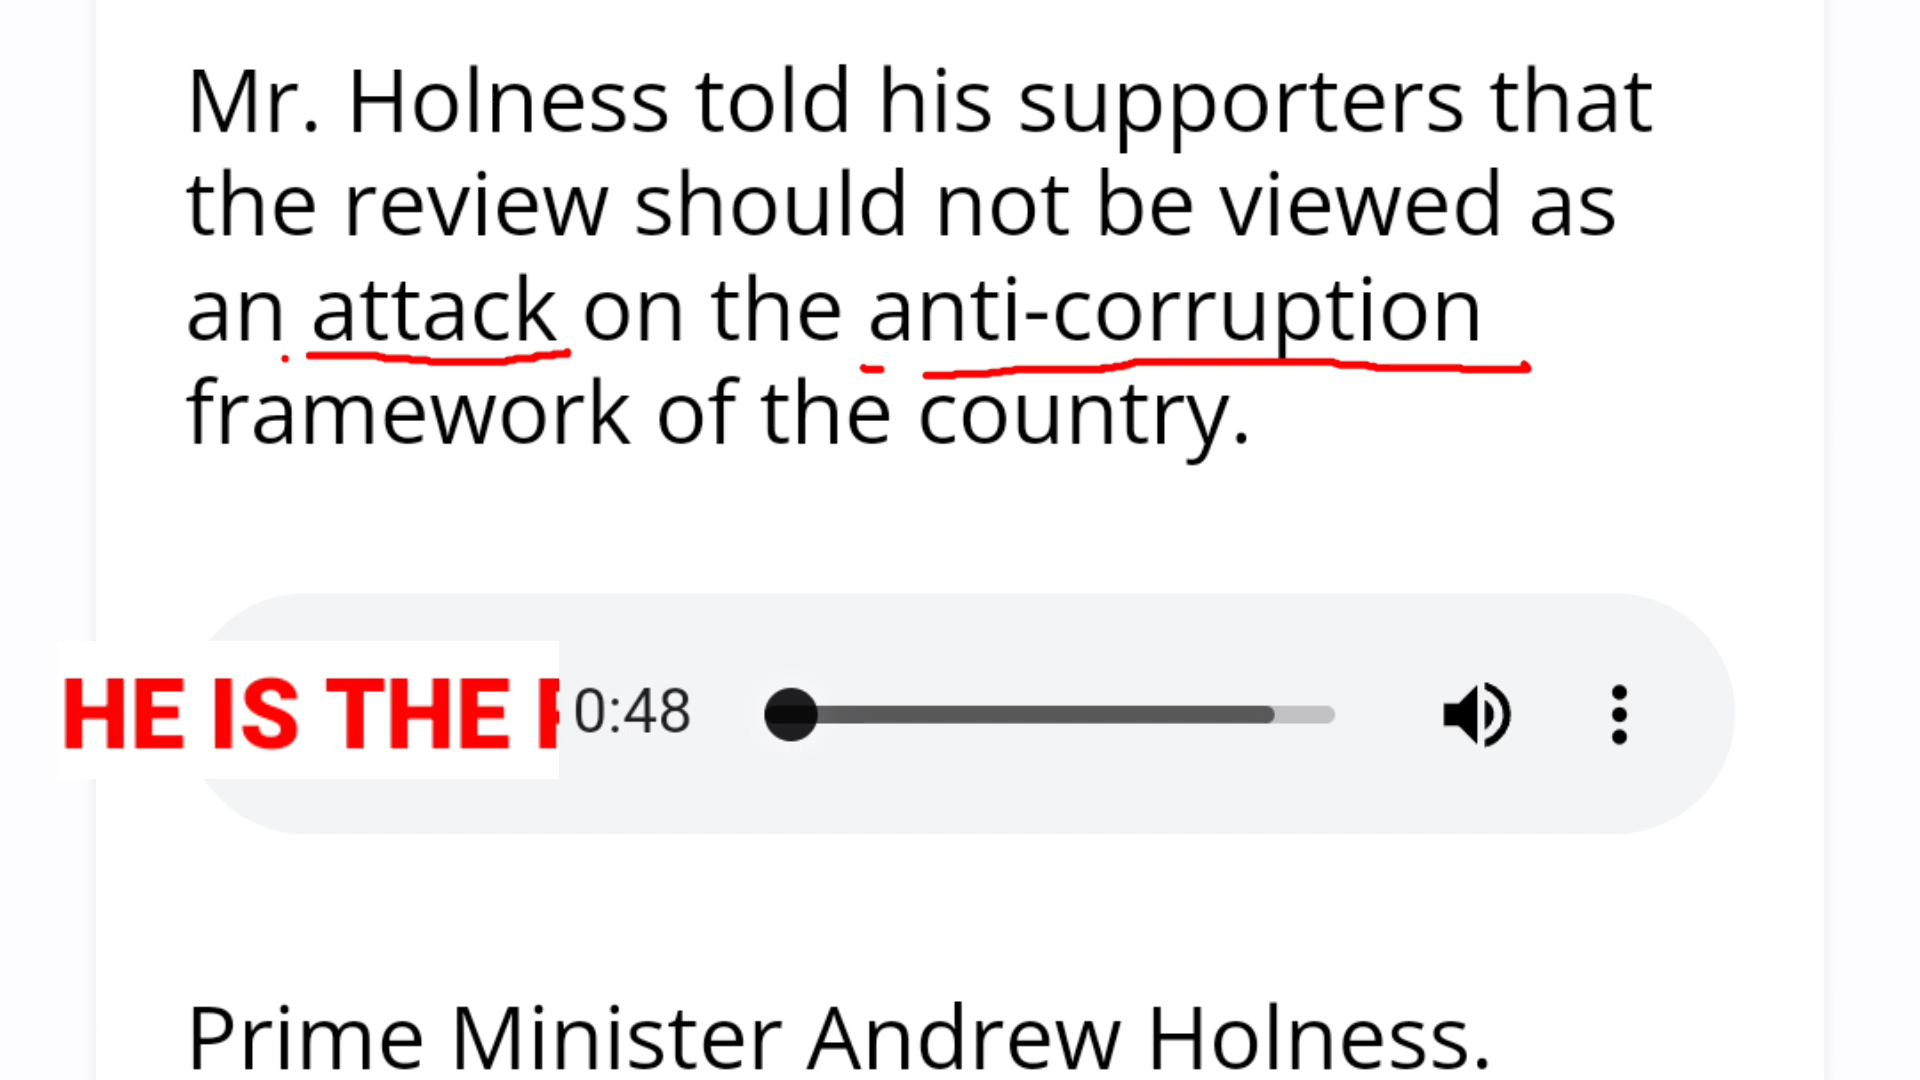 Mr. Holness told his supporters that
the review should not be viewed as
an attack on the anti-corruption
framework of the country.
HE IS THE
0:48
Prime Minister Andrew Holness.